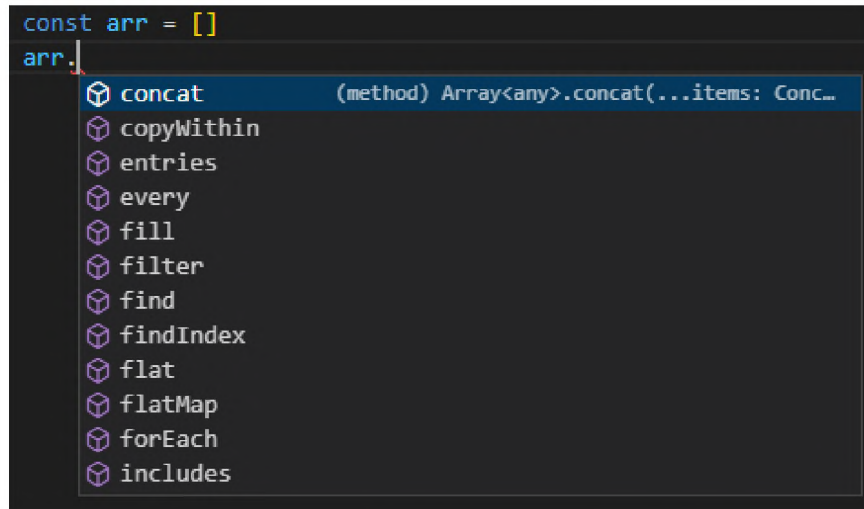 const arr = []
arr.
concat (method) Array<any>.concat(...items: Conc…
copyWithin
entries
every
fill
filter
find
findIndex
flat
flatMap
forEach
includes